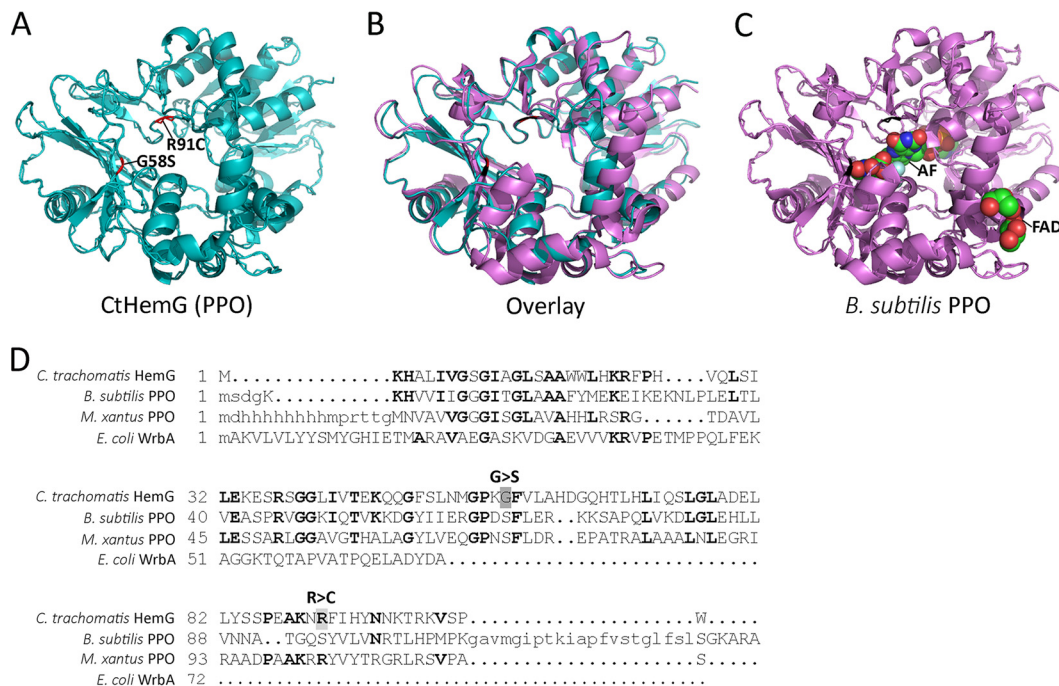 A
B
C
R91C
G58S
AF
FAD
CtHemG (PPO)
Overlay
B. subtilis PPO
D
C. trachomatis HemG 1 M..............KHALIVGSGIAGLSAAWWLHKRFPH.....VQLSI
B. subtilis PPO 1 msdgK..........KHVVIIGGGITGLAAAFYMEKEIKEKNLPLELTL
M. xantus PPO 1 mdhhhhhhhhmprttgMNVAVVGGGISGLAVAHHLRSRG......TDAVL
E. coli WrbA 1 mAKVLVLYYSMYGHIETMARAVAEGASKVDGAEVVVKRVPETMPPQLFEK
G>S
C. trachomatis HemG 32 LEKESRSGGLIVTEKQQGFSLNMGPKGFVLAHDGQHTLHLIQSLGLADEL
B. subtilis PPO 40 VEASPRVGGKIQTVKKDGYIIERGPDSFLER..KKSAPQLVKDLGLEHLL
M. xantus PPO 45 LESSARLGGAVGTHALAGYLVEQGPNSFLDR..EPATRALAAALNLEGRI
E. coli WrbA 51 AGGKTQTAPVATPQELADYDA.............................
R>C
C. trachomatis HemG 82 LYSSPEAKNRFIHYNNKTRKVSP......................W....
B. subtilis PPO 88 VNNA..TGQSYVLVNRTLHPMPKgavmgiptkiapfvstglfslSGKARA
M. xantus PPO 93 RAADPAAKRRYVYTRGRLRSVPA......................S....
E. coli WrbA 72 ..............................................